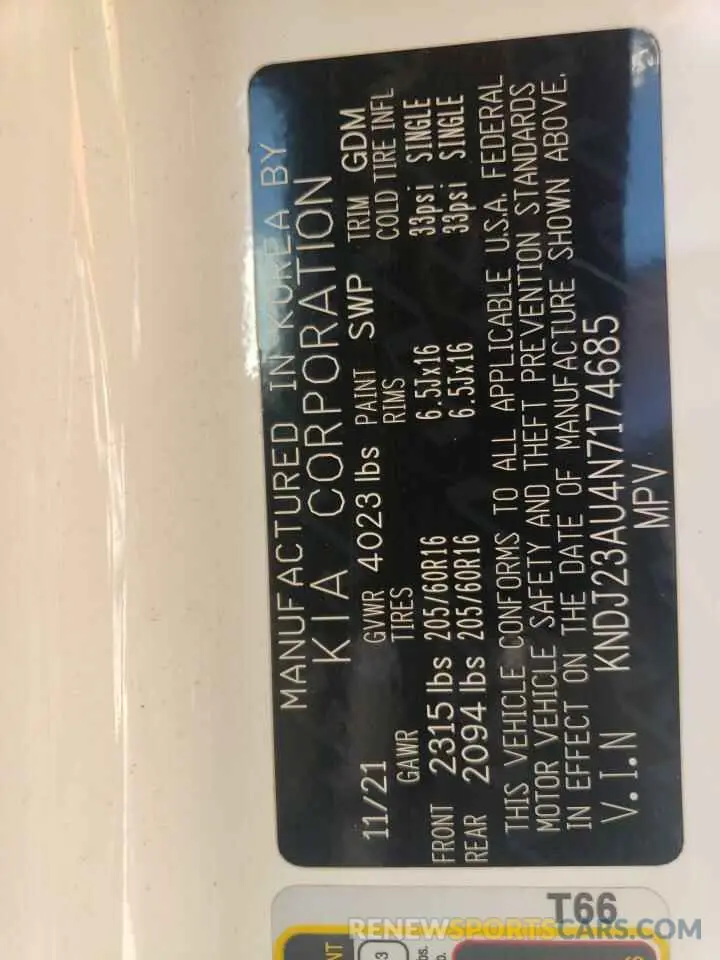 MANUFACTURED IN KOREA BY
KIA CORPORATION
11/21 GVWR 4023 lbs PAINT SWP TRIM GDM
GAWR TIRES RIMS COLD TIRE INFL
FRONT 2315 lbs 205/60R16 6.5Jx16 33psi SINGLE
REAR 2094 lbs 205/60R16 6.5Jx16 33psi SINGLE
THIS VEHICLE CONFORMS TO ALL APPLICABLE U.S.A. FEDERAL
MOTOR VEHICLE SAFETY AND THEFT PREVENTION STANDARDS
IN EFFECT ON THE DATE OF MANUFACTURE SHOWN ABOVE.
V.I.N KNDJ23AU4N7174685
MPV
T66
RENEWSPORTSCARS.COM